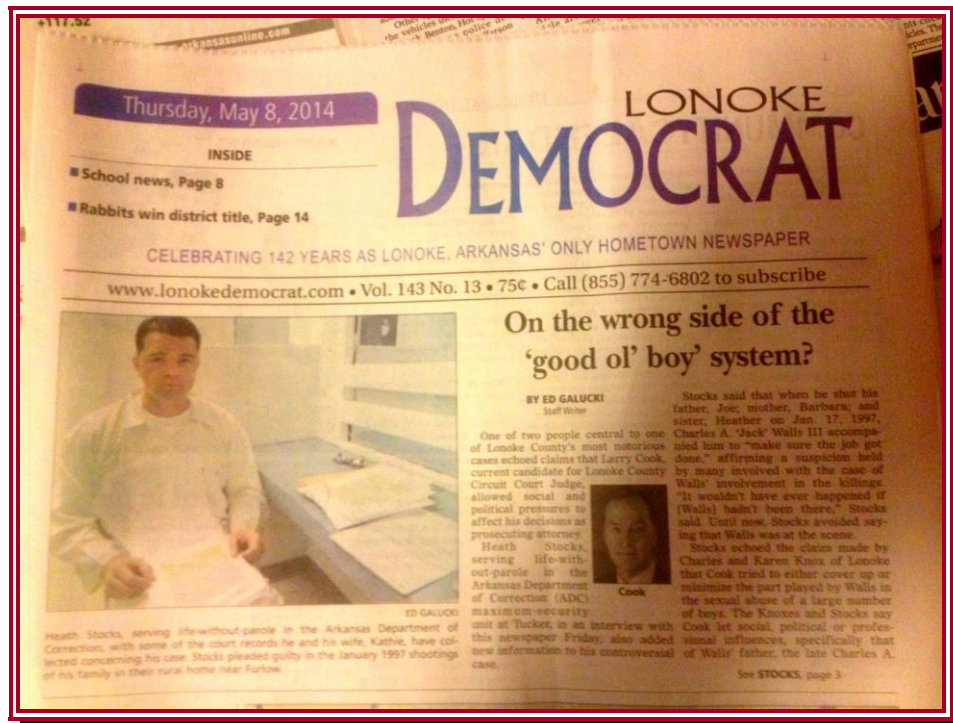 +117.52
arkansasonline.com
Thursday, May 8, 2014
INSIDE
School news, Page 8
Rabbits win district title, Page 14
LONOKE
DEMOCRAT
CELEBRATING 142 YEARS AS LONOKE, ARKANSAS' ONLY HOMETOWN NEWSPAPER
www.lonokedemocrat.com • Vol. 143 No. 13 • 75¢ • Call (855) 774-6802 to subscribe
ED GALUCKI
Heath Stocks, serving life-without-parole in the Arkansas Department of
Correction, with some of the court records he and his wife, Kathie, have col-
lected concerning his case. Stocks pleaded guilty in the January 1997 shootings
of his family in their rural home near Furlow.
On the wrong side of the
'good ol' boy' system?
BY ED GALUCKI
Staff Writer
One of two people central to one
of Lonoke County's most notorious
cases echoed claims that Larry Cook,
current candidate for Lonoke County
Circuit Court Judge,
allowed social and
political pressures to
affect his decisions as
prosecuting attorney.
Heath Stocks,
serving life-with-
out-parole in the
Arkansas Department
of Correction (ADC)
maximum-security
unit at Tucker, in an interview with
this newspaper Friday, also added
new information to his controversial
case.
Cook
Stocks said that when he shot his
father, Joe; mother, Barbara; and
sister, Heather on Jan. 17, 1997,
Charles A. 'Jack' Walls III accompa-
nied him to "make sure the job got
done," affirming a suspicion held
by many involved with the case of
Walls' involvement in the killings.
"It wouldn't have ever happened if
[Walls] hadn't been there," Stocks
said. Until now, Stocks avoided say-
ing that Walls was at the scene.
Stocks echoed the claim made by
Charles and Karen Knox of Lonoke
that Cook tried to either cover up or
minimize the part played by Walls in
the sexual abuse of a large number
of boys. The Knoxes and Stocks say
Cook let social, political or profes-
sional influences, specifically that
of Walls' father, the late Charles A.
See STOCKS, page 3